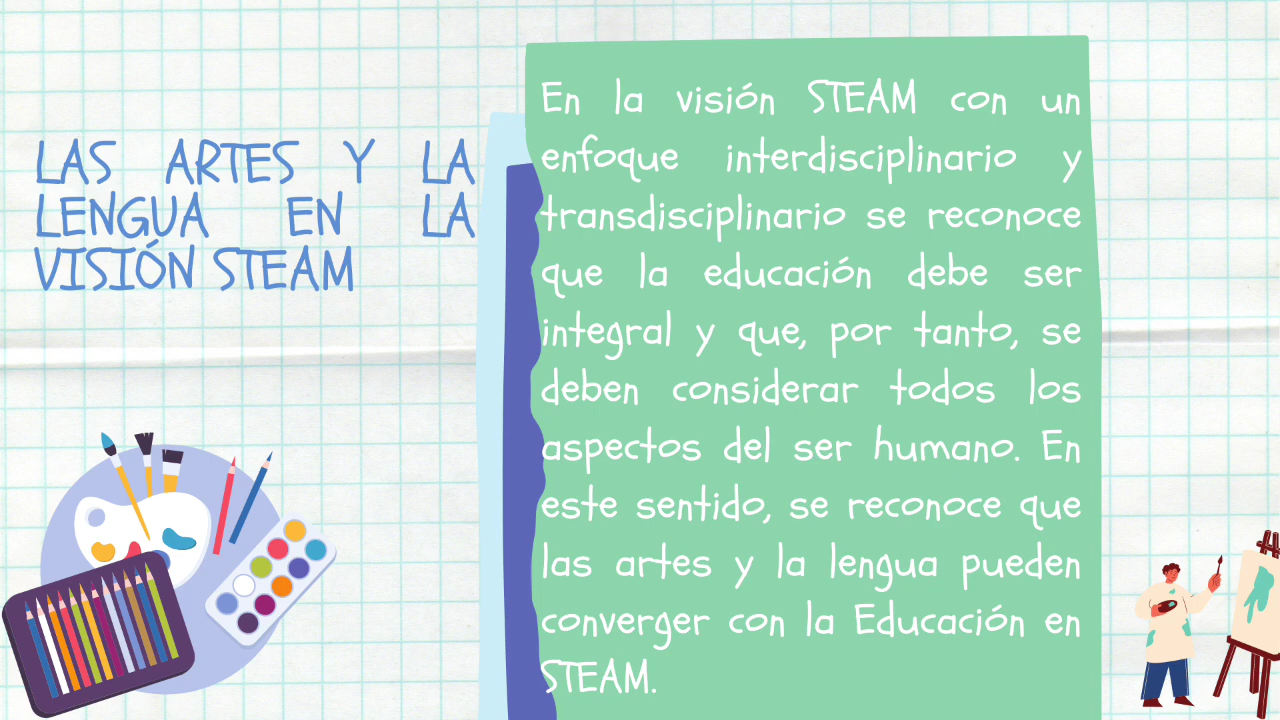 LAS ARTES Y LA
LENGUA EN LA
VISIÓN STEAM
En la visión STEAM con un
enfoque interdisciplinario y
transdisciplinario se reconoce
que la educación debe ser
integral y que, por tanto, se
deben considerar todos los
aspectos del ser humano. En
este sentido, se reconoce que
las artes y la lengua pueden
converger con la Educación en
STEAM.